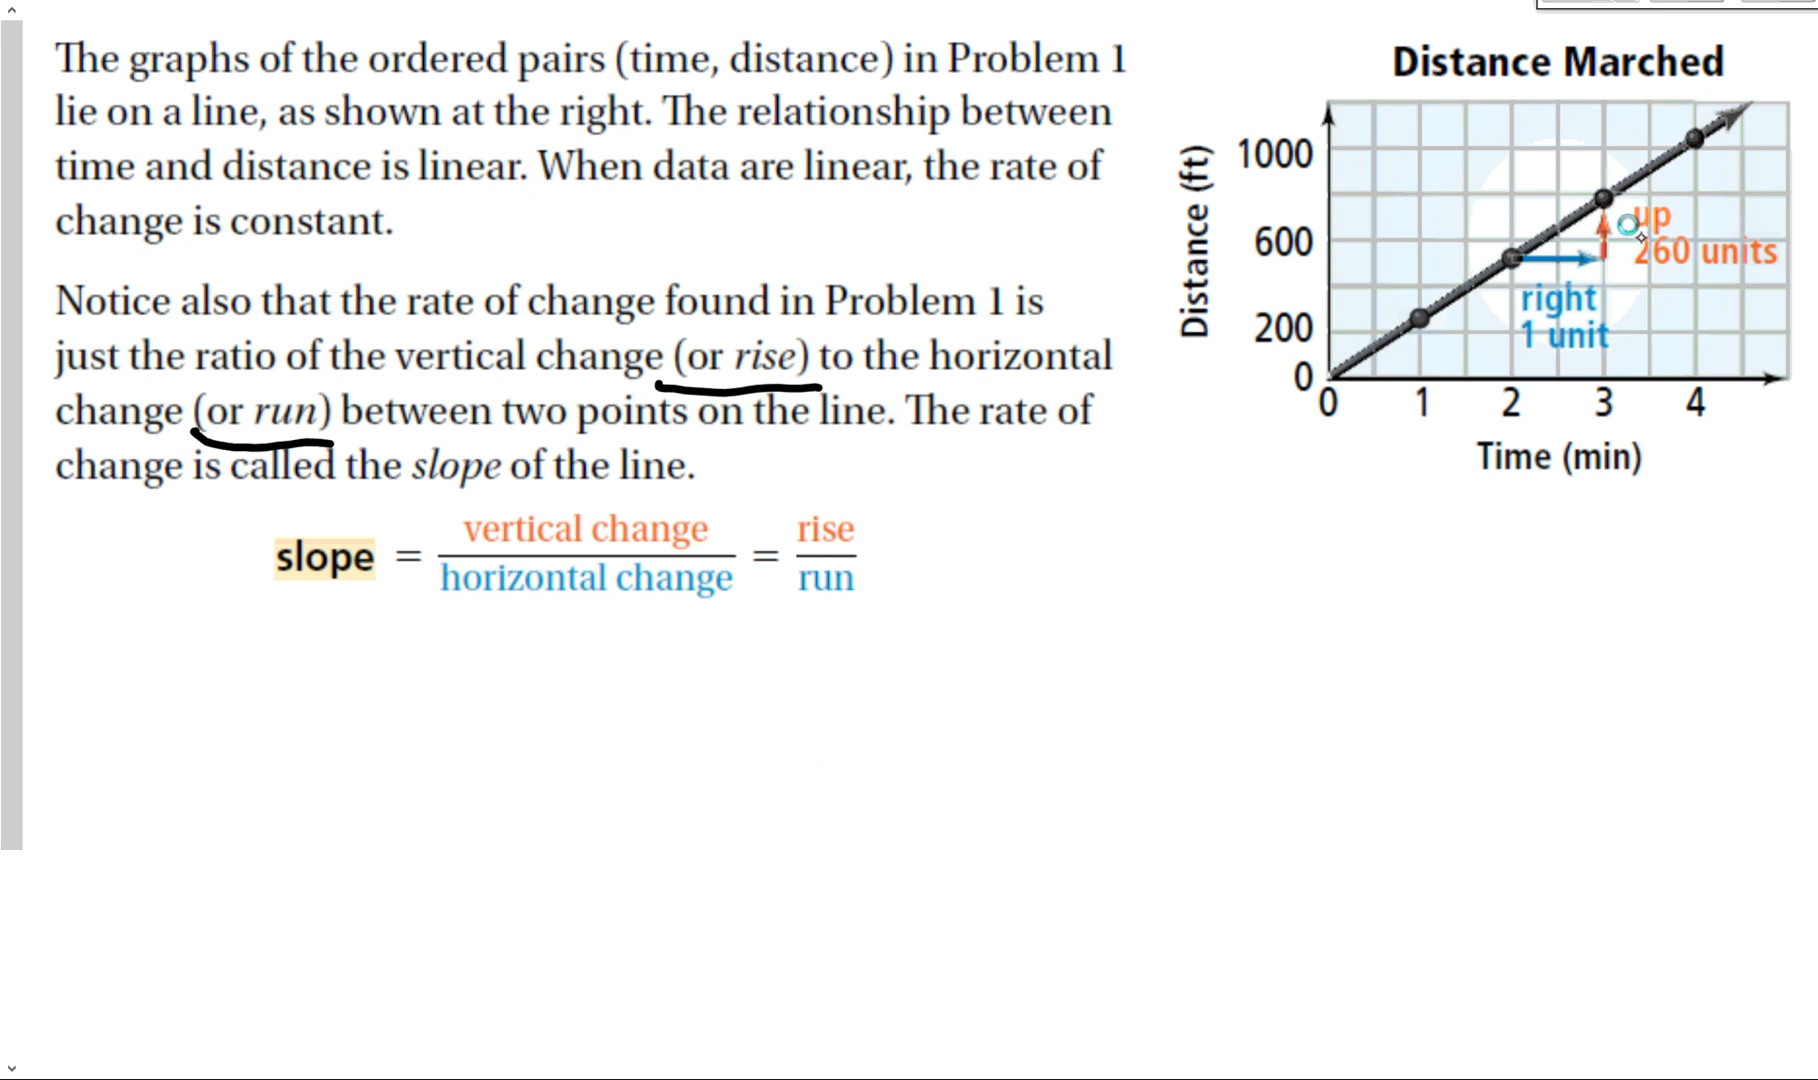 The graphs of the ordered pairs (time, distance) in Problem 1
lie on a line, as shown at the right. The relationship between
time and distance is linear. When data are linear, the rate of
change is constant.
Notice also that the rate of change found in Problem 1 is
just the ratio of the vertical change (or rise) to the horizontal
change (or run) between two points on the line. The rate of
change is called the slope of the line.
slope = vertical change / horizontal change = rise / run
Distance Marched
Distance (ft)
1000
600
200
0
up
260 units
right
1 unit
0 1 2 3 4
Time (min)